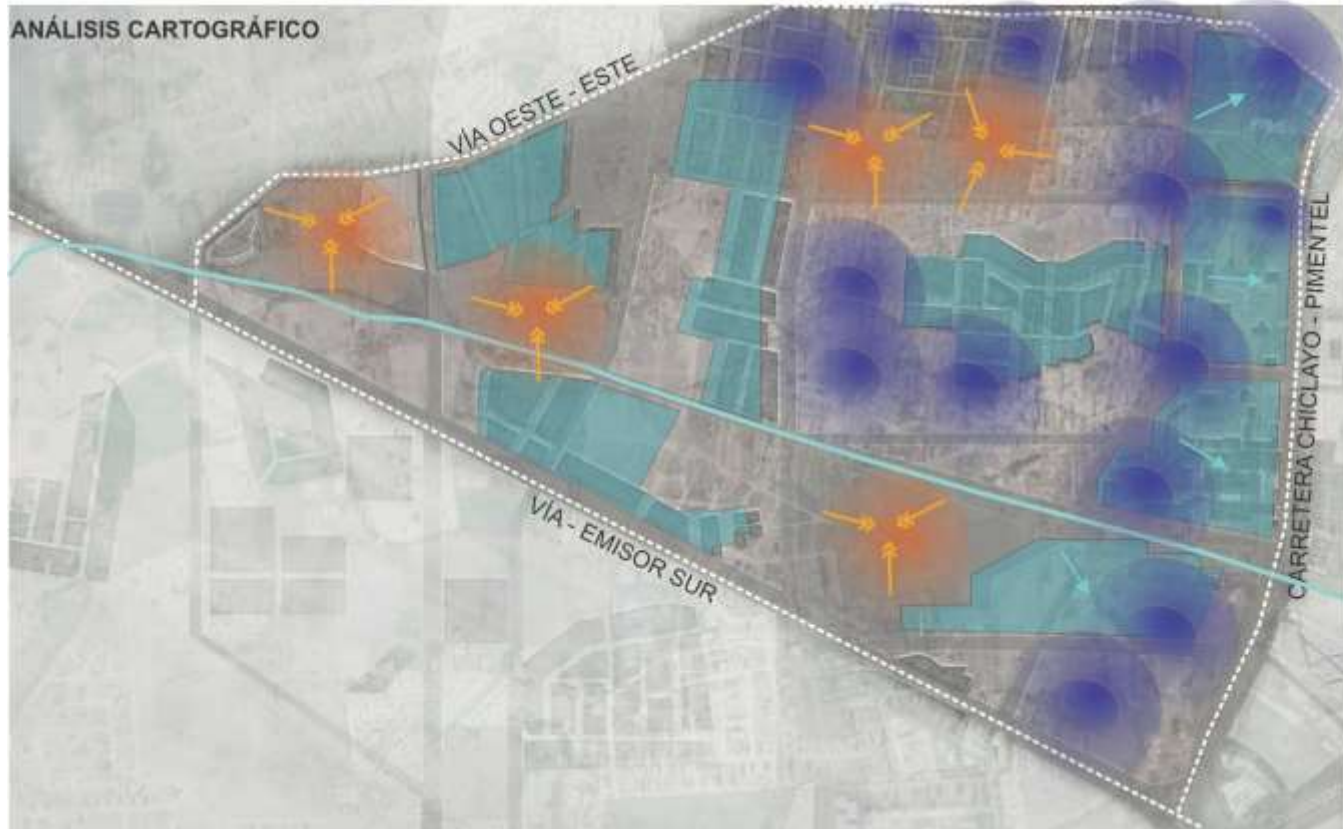 ANÁLISIS CARTOGRÁFICO
VÍA OESTE - ESTE
CARRETERA CHICLAYO - PIMENTEL
VÍA - EMISOR SUR